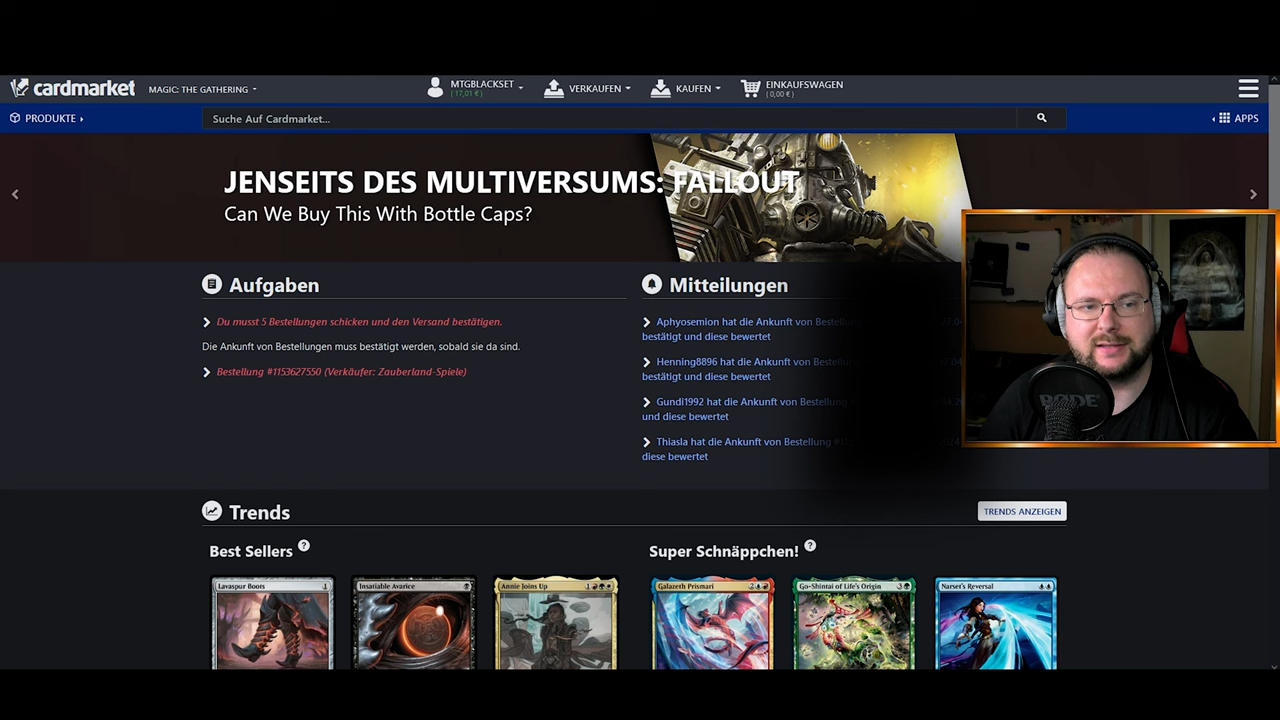 cardmarket
MAGIC: THE GATHERING
MTGBLACKSET
( 17,01 € )
VERKAUFEN
KAUFEN
EINKAUFSWAGEN
( 0,00 € )
PRODUKTE
Suche Auf Cardmarket...
APPS
JENSEITS DES MULTIVERSUMS: FALLOUT
Can We Buy This With Bottle Caps?
Aufgaben
Du musst 5 Bestellungen schicken und den Versand bestätigen.
Die Ankunft von Bestellungen muss bestätigt werden, sobald sie da sind.
Bestellung #1153627550 (Verkäufer: Zauberland-Spiele)
Mitteilungen
Aphyosemion hat die Ankunft von
bestätigt und diese bewertet
Henning8896 hat die Ankunft von
bestätigt und diese bewertet
Gundi1992 hat die Ankunft von Bestellung
und diese bewertet
Thiasla hat die Ankunft von Bestellung
diese bewertet
RØDE
Trends
TRENDS ANZEIGEN
Best Sellers ?
Super Schnäppchen! ?
Lavaspur Boots 1
Insatiable Avarice
Annie Joins Up 1
Galazeth Prismari 2
Go-Shintai of Life's Origin 3
Narset's Reversal